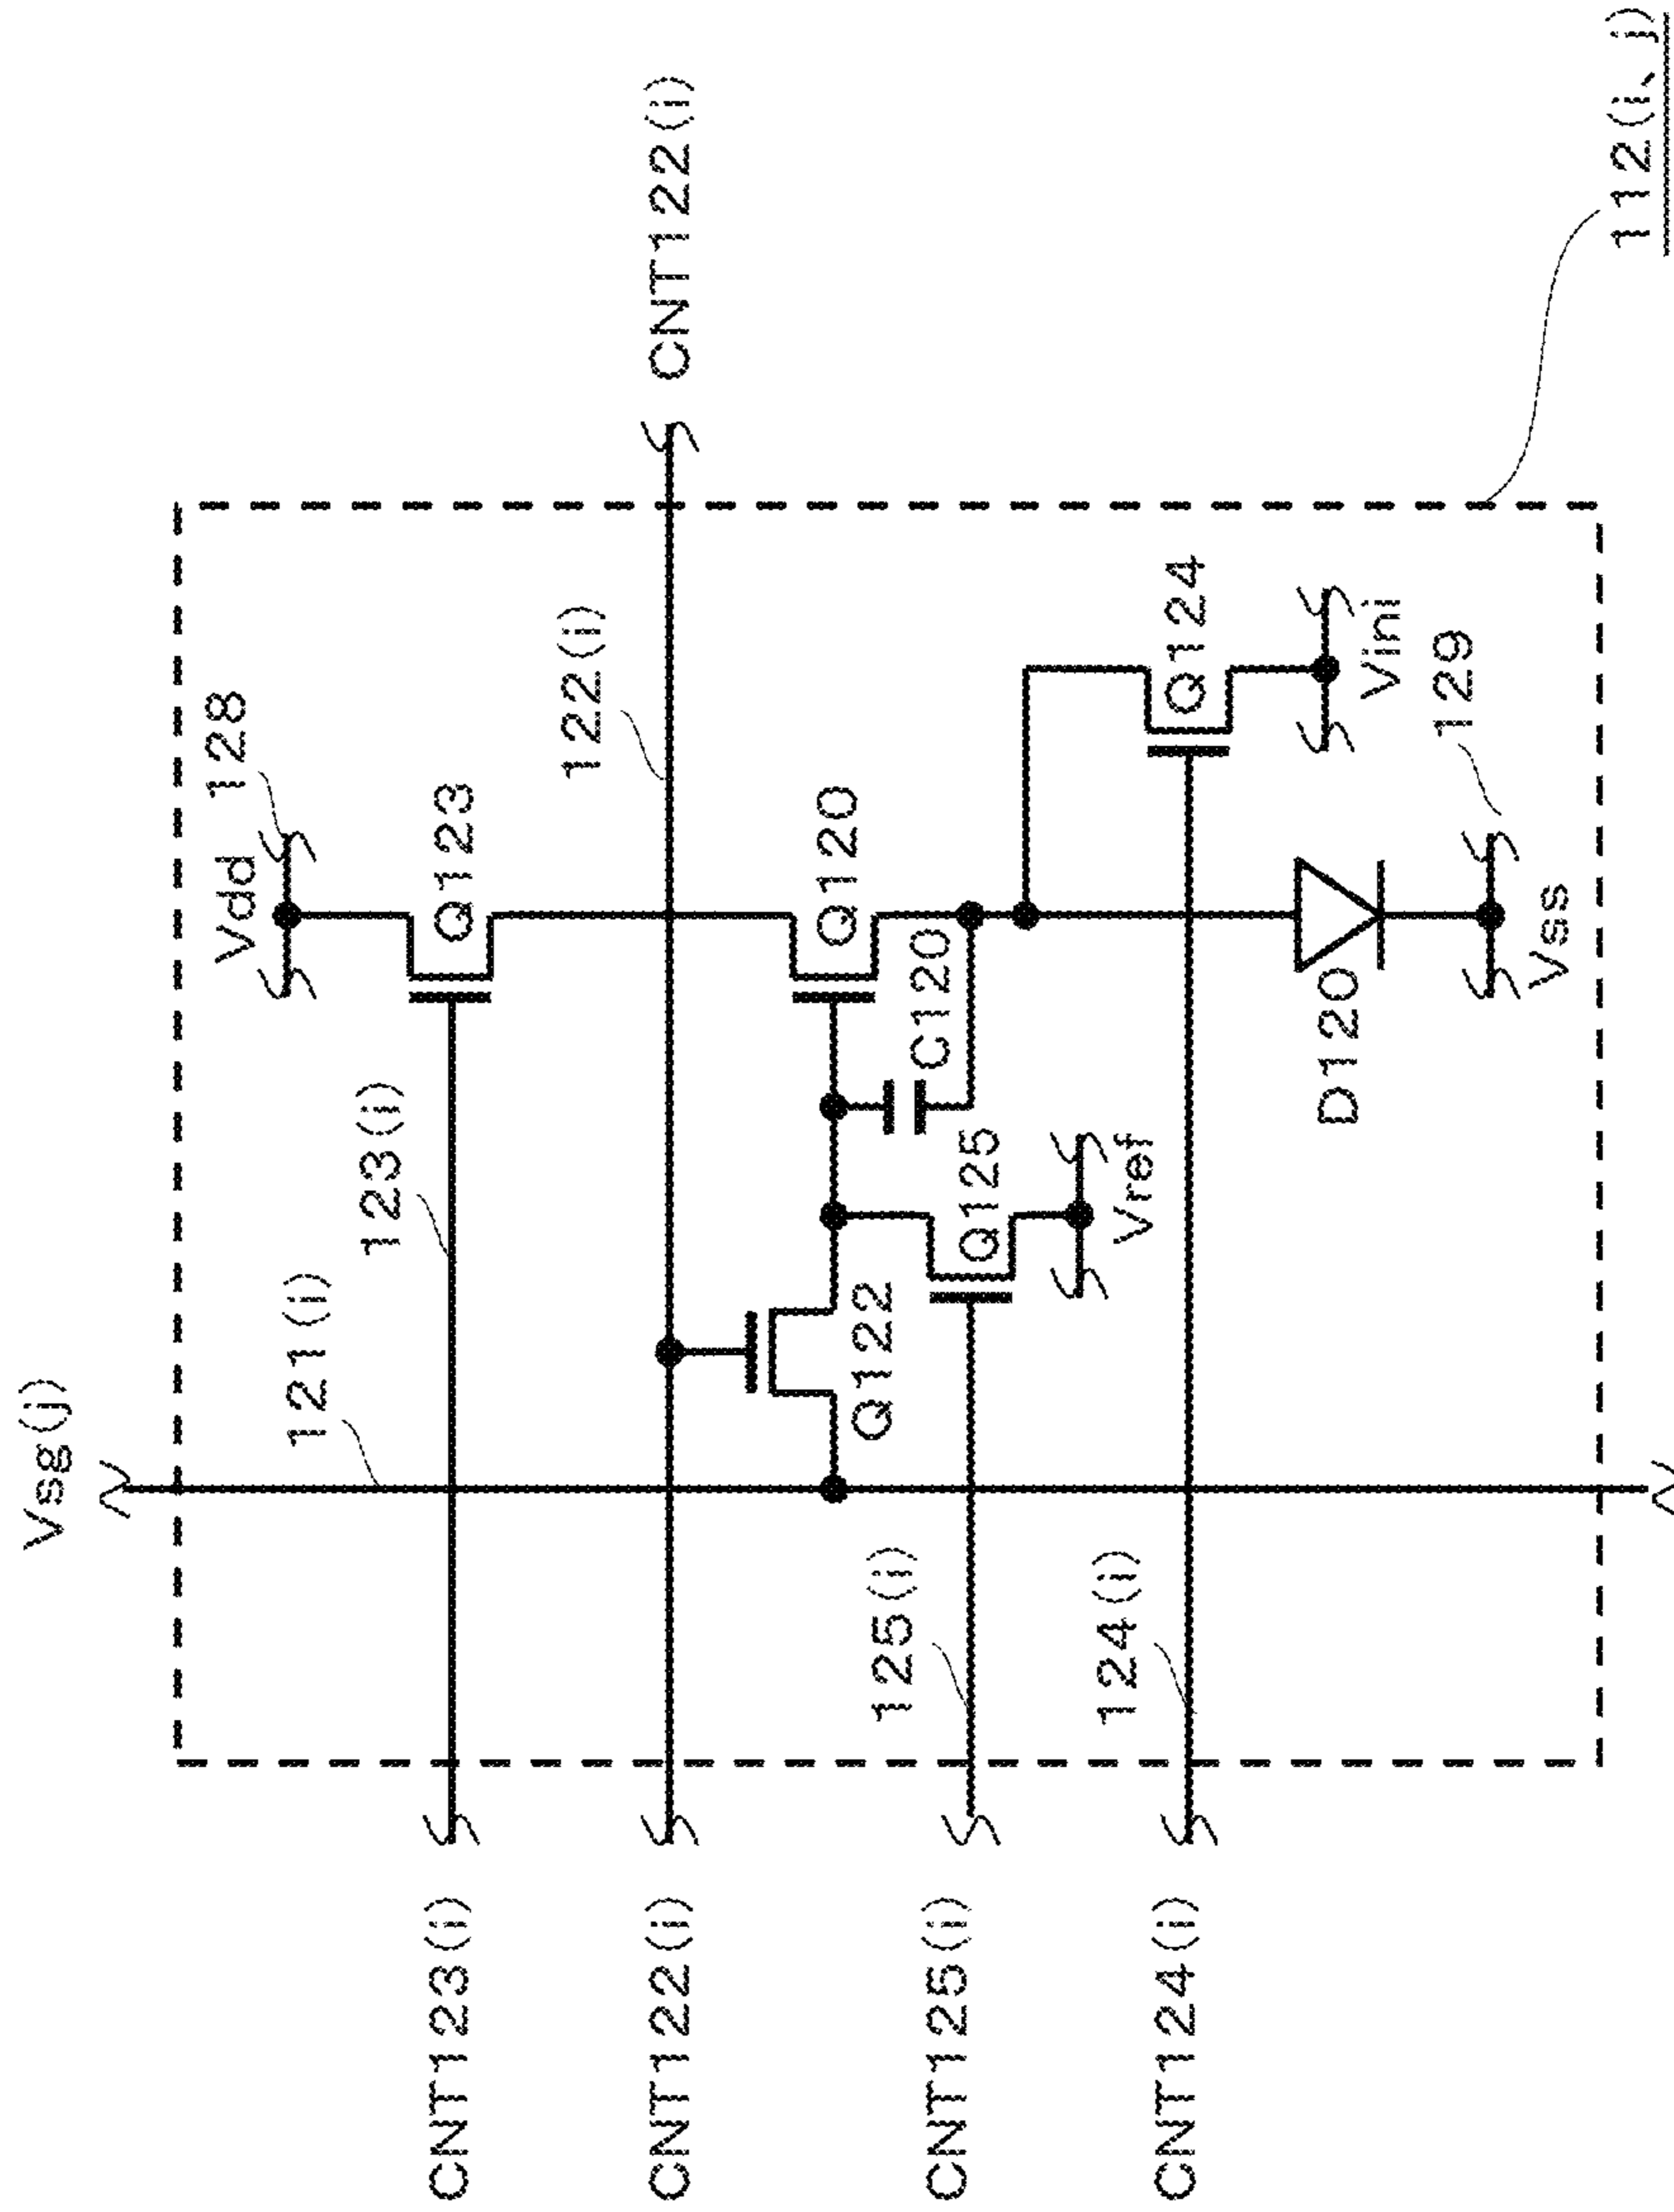 Vsg(j)
Vdd
128
121(i)
123(i)
CNT123(i)
Q123
122(i)
CNT122(i)
CNT122(i)
Q120
Q122
C120
125(i)
CNT125(i)
Q125
Vref
124(i)
CNT124(i)
Q124
D120
Vini
129
Vss
112(i、j)